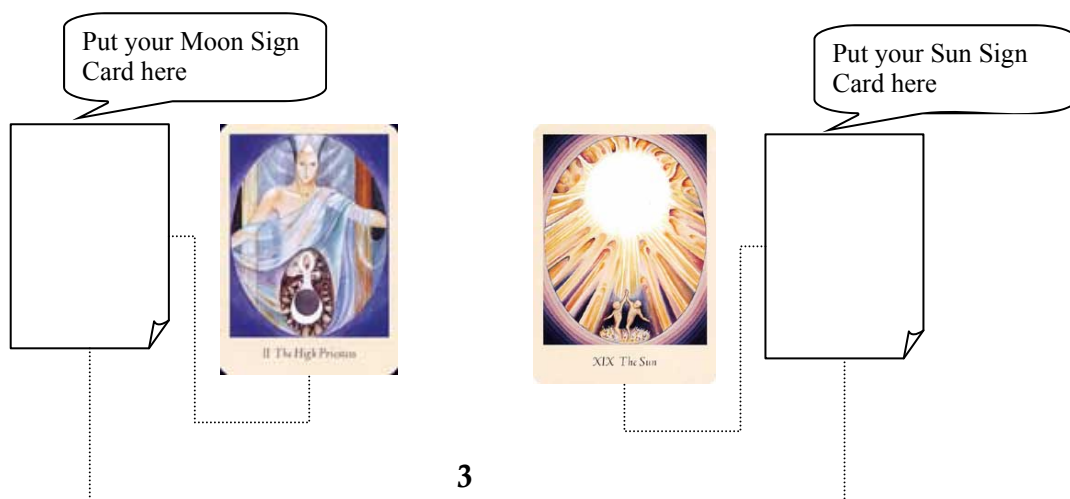 Put your Moon Sign
Card here
Put your Sun Sign
Card here
II The High Priestess
XIX The Sun
3